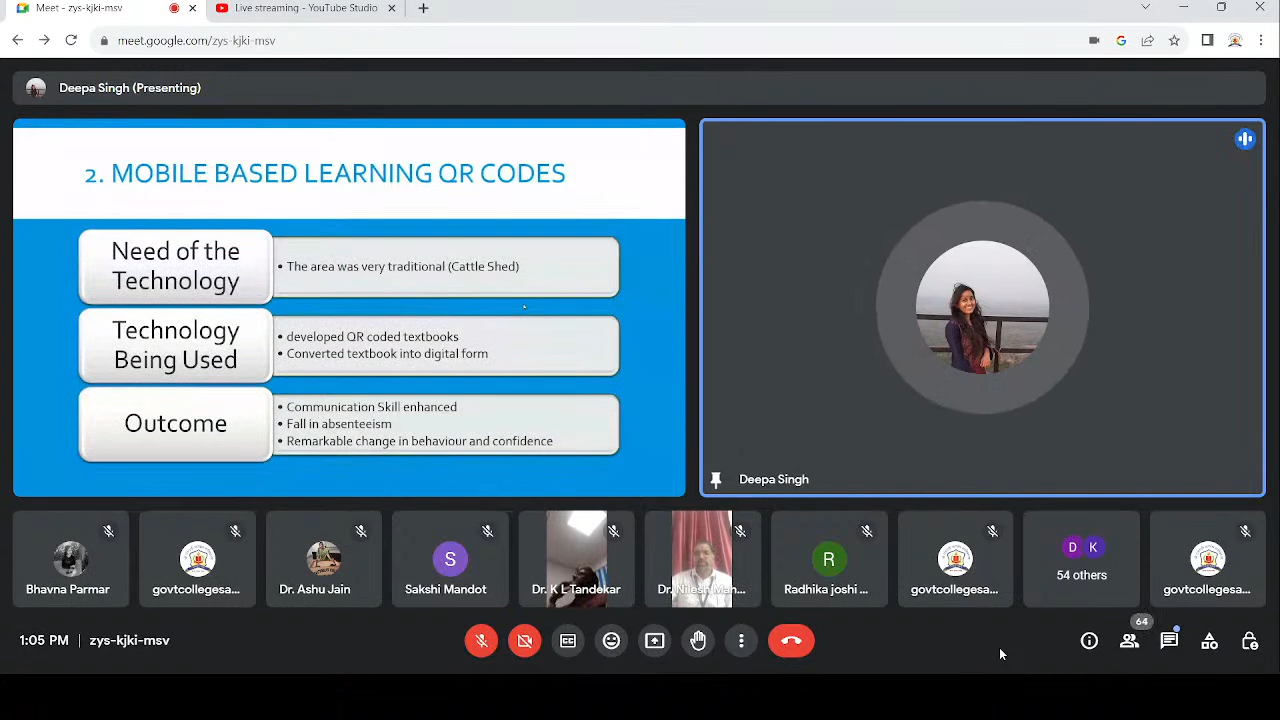 Meet - zys-kjki-msv
Live streaming - YouTube Studio
meet.google.com/zys-kjki-msv
Deepa Singh (Presenting)
2. MOBILE BASED LEARNING QR CODES
Need of the
Technology
• The area was very traditional (Cattle Shed)
Technology
Being Used
• developed QR coded textbooks
• Converted textbook into digital form
Outcome
• Communication Skill enhanced
• Fall in absenteeism
• Remarkable change in behaviour and confidence
Deepa Singh
Bhavna Parmar
govtcollegesa...
Dr. Ashu Jain
S
Sakshi Mandot
Dr. K L Tandekar
Dr. Nilesh Man...
R
Radhika joshi ...
govtcollegesa...
D K
54 others
govtcollegesa...
1:05 PM | zys-kjki-msv
64